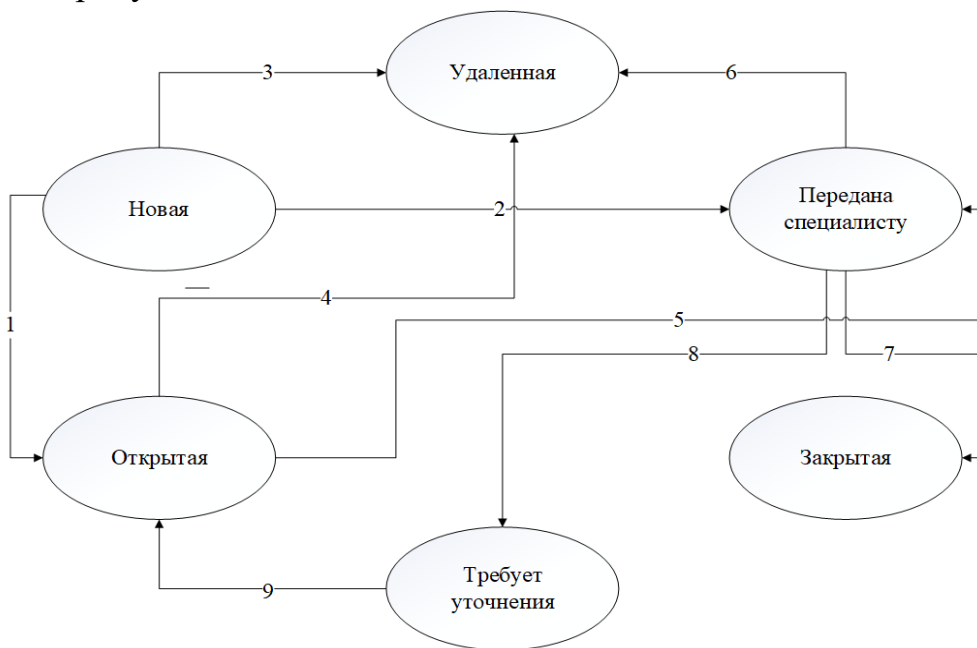 3
Удаленная
6
Новая
2
Передана
специалисту
1
4
5
8
7
Открытая
Закрытая
9
Требует
уточнения